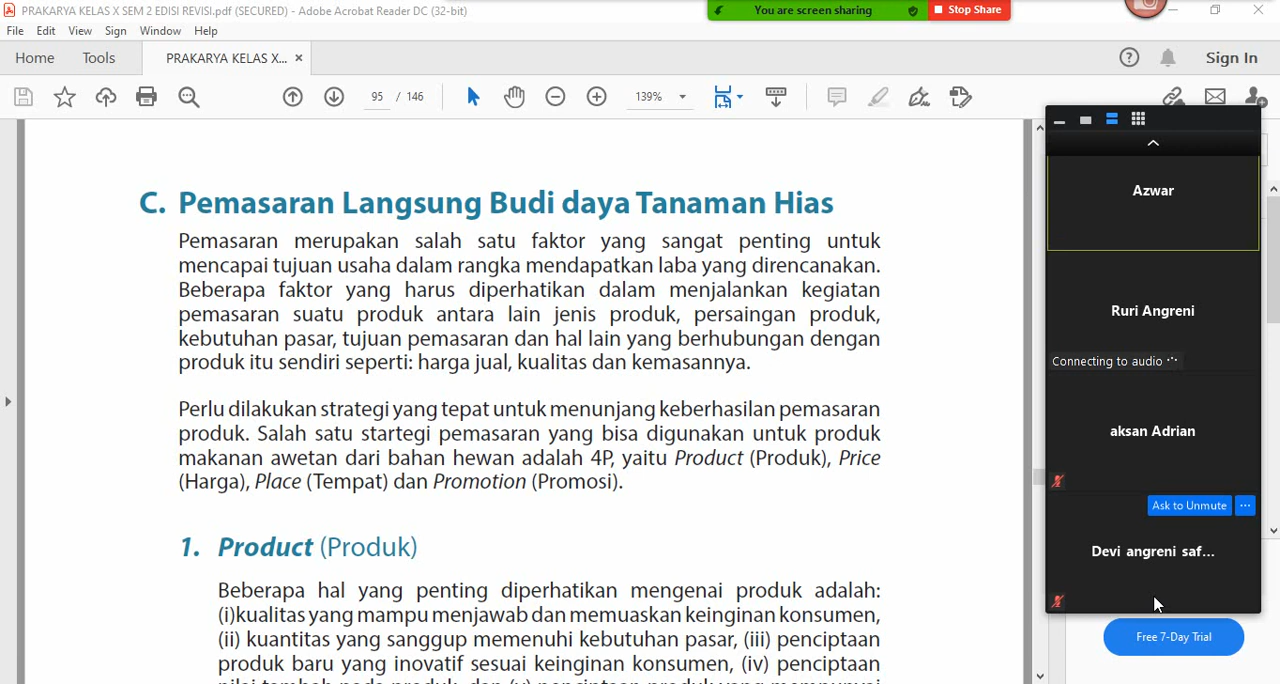 PRAKARYA KELAS X SEM 2 EDISI REVISI.pdf (SECURED) - Adobe Acrobat Reader DC (32-bit)
You are screen sharing
Stop Share
File Edit View Sign Window Help
Home Tools PRAKARYA KELAS X... × Sign In
95 / 146 139%
C. Pemasaran Langsung Budi daya Tanaman Hias
Pemasaran merupakan salah satu faktor yang sangat penting untuk
mencapai tujuan usaha dalam rangka mendapatkan laba yang direncanakan.
Beberapa faktor yang harus diperhatikan dalam menjalankan kegiatan
pemasaran suatu produk antara lain jenis produk, persaingan produk,
kebutuhan pasar, tujuan pemasaran dan hal lain yang berhubungan dengan
produk itu sendiri seperti: harga jual, kualitas dan kemasannya.
Perlu dilakukan strategi yang tepat untuk menunjang keberhasilan pemasaran
produk. Salah satu startegi pemasaran yang bisa digunakan untuk produk
makanan awetan dari bahan hewan adalah 4P, yaitu Product (Produk), Price
(Harga), Place (Tempat) dan Promotion (Promosi).
1. Product (Produk)
Beberapa hal yang penting diperhatikan mengenai produk adalah:
(i)kualitas yang mampu menjawab dan memuaskan keinginan konsumen,
(ii) kuantitas yang sanggup memenuhi kebutuhan pasar, (iii) penciptaan
produk baru yang inovatif sesuai keinginan konsumen, (iv) penciptaan
nilai tambah pada produk, dan (v) penciptaan produk yang mempunyai
Azwar
Ruri Angreni
Connecting to audio
aksan Adrian
Ask to Unmute ...
Devi angreni saf...
Free 7-Day Trial